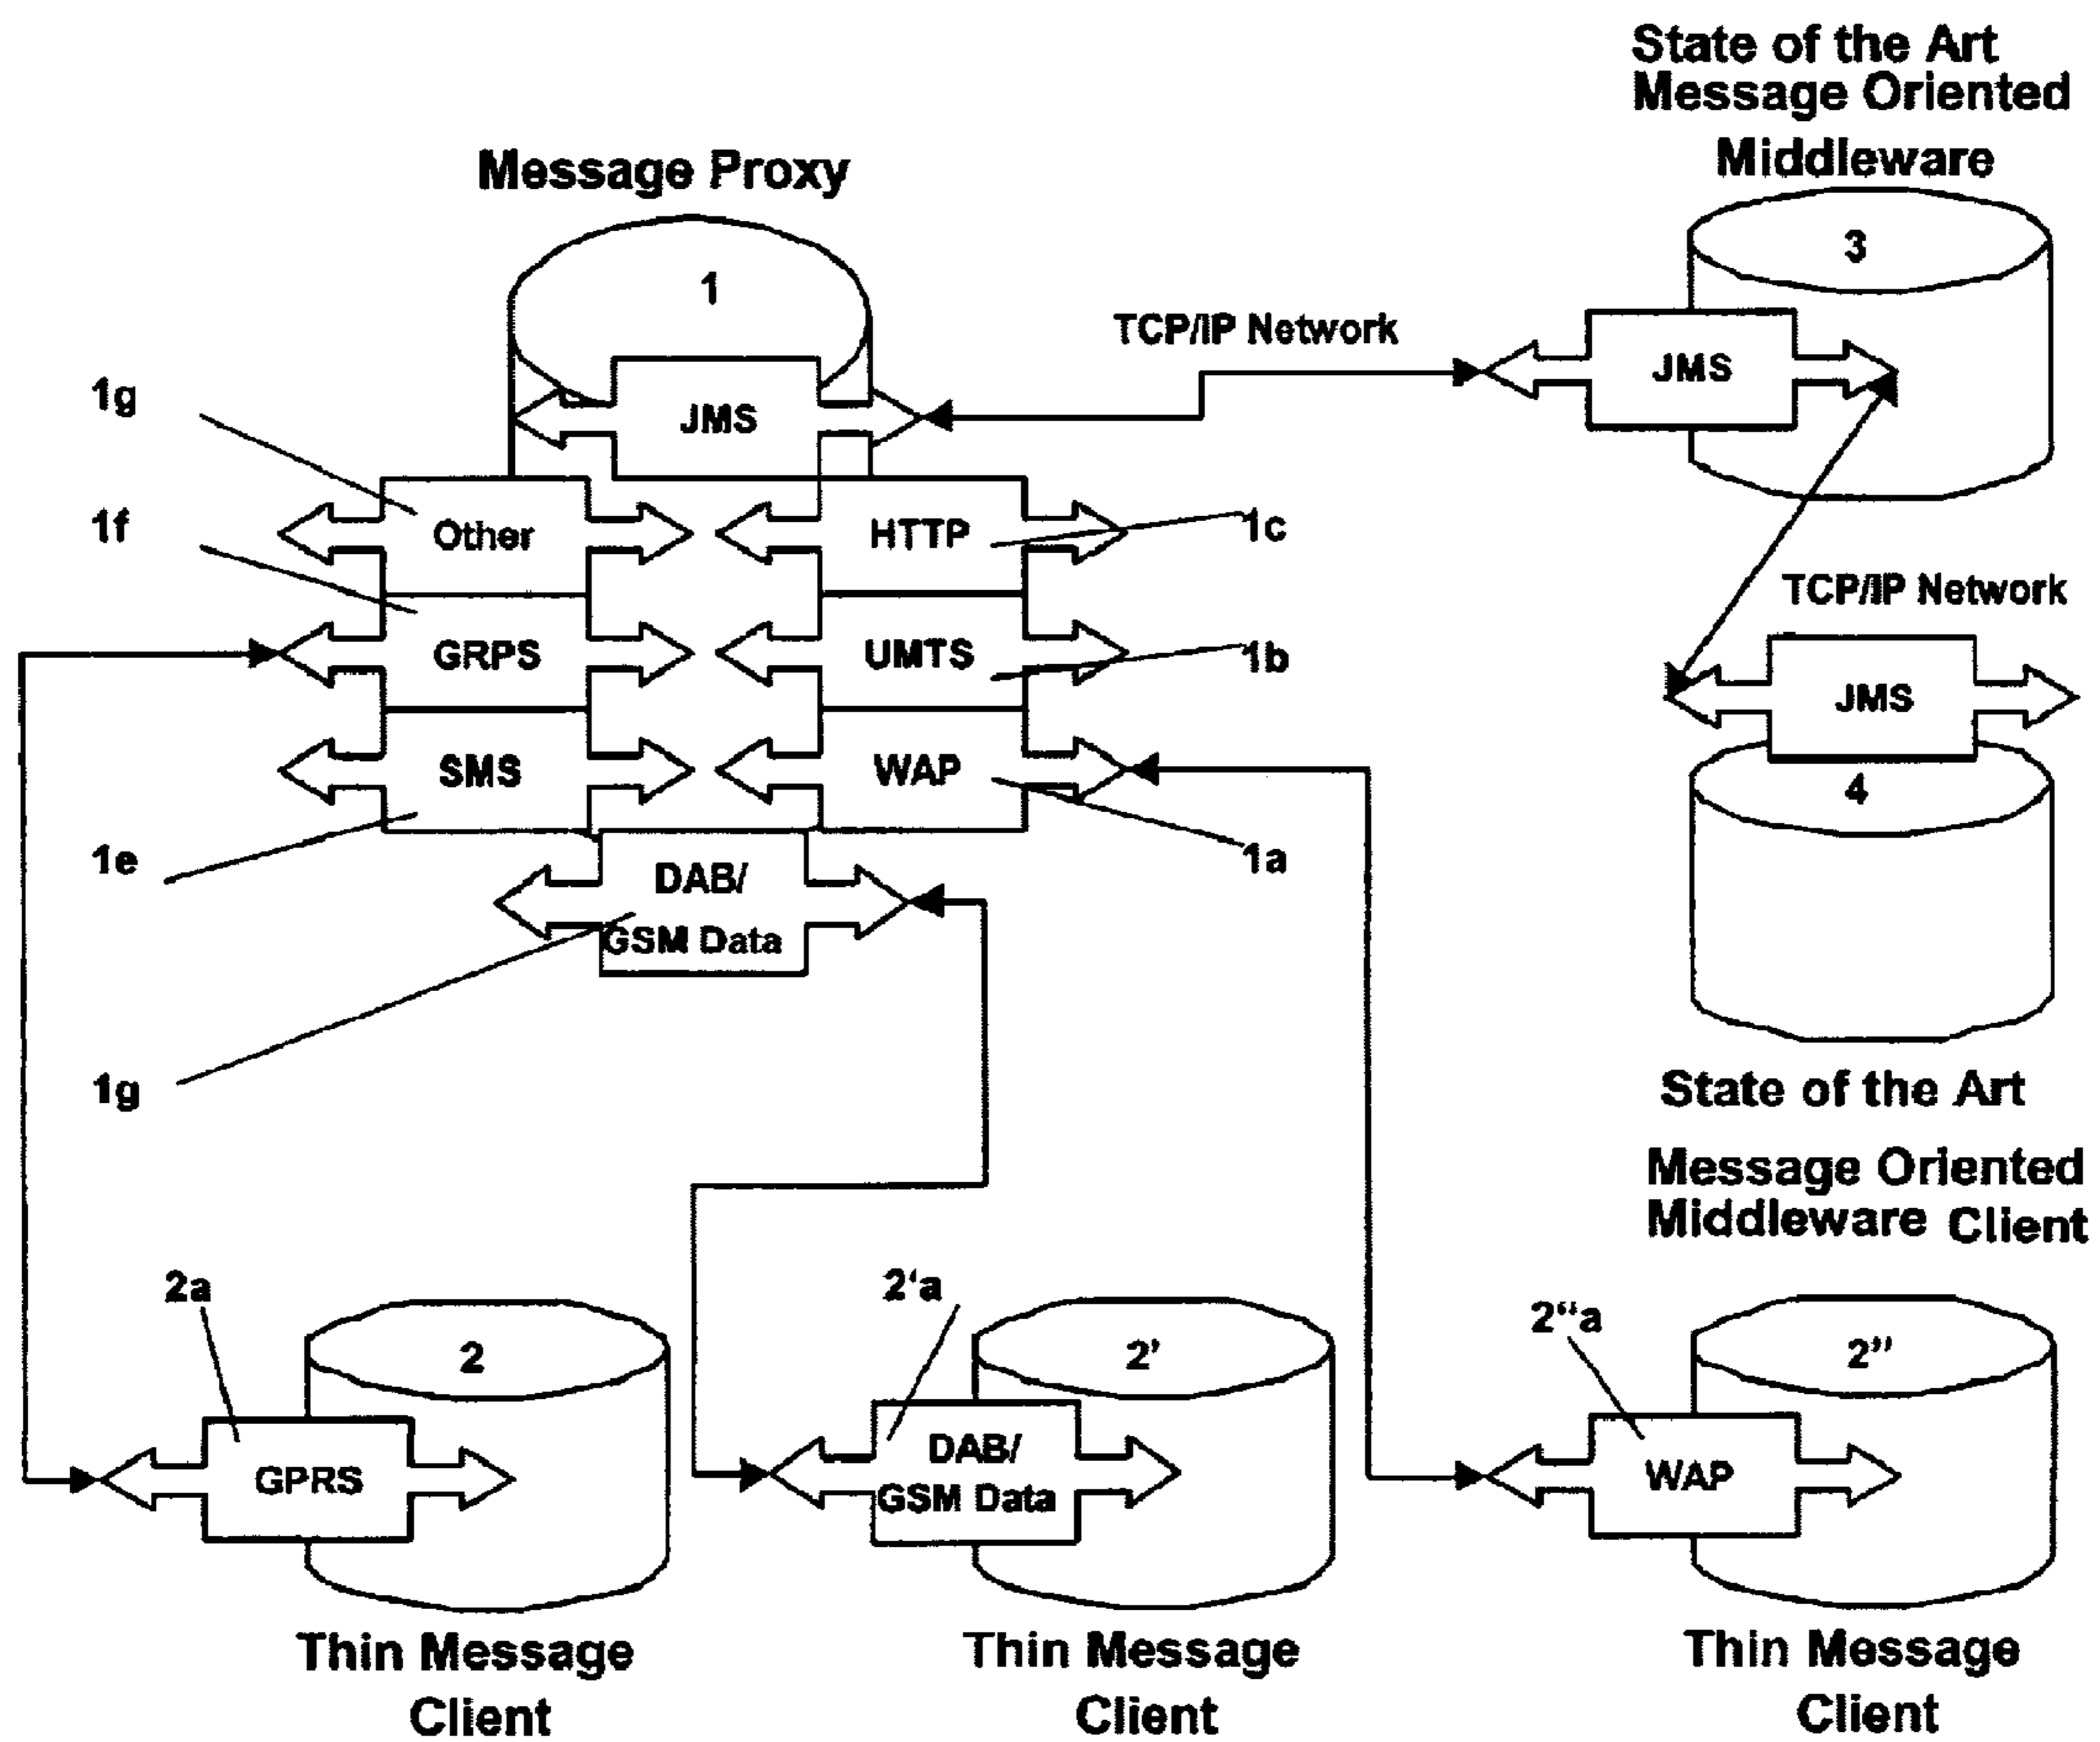 State of the Art
Message Oriented
Middleware
Message Proxy
3
1
TCP/IP Network
JMS
1g
JMS
1f
Other
HTTP
1c
TCP/IP Network
GRPS
UMTS
1b
JMS
SMS
WAP
4
1e
1a
DAB/
GSM Data
1g
State of the Art
Message Oriented
Middleware Client
2a
2‘a
2“a
2
2’
2”
GPRS
DAB/
GSM Data
WAP
Thin Message
Client
Thin Message
Client
Thin Message
Client